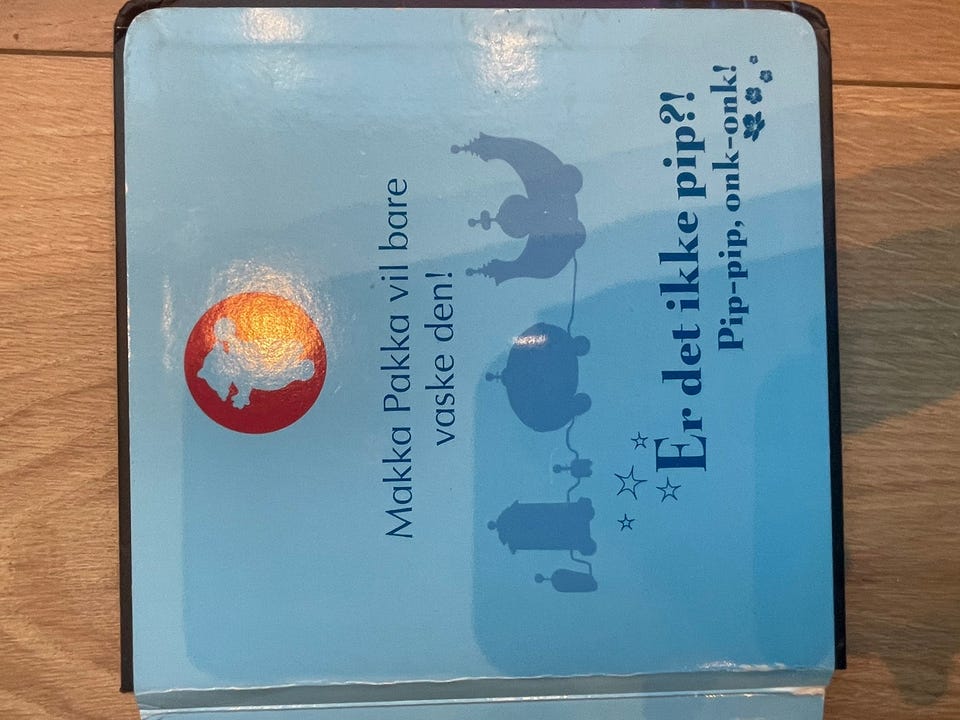 Makka Pakka vil bare
vaske den!
Er det ikke pip?!
Pip-pip, onk-onk!